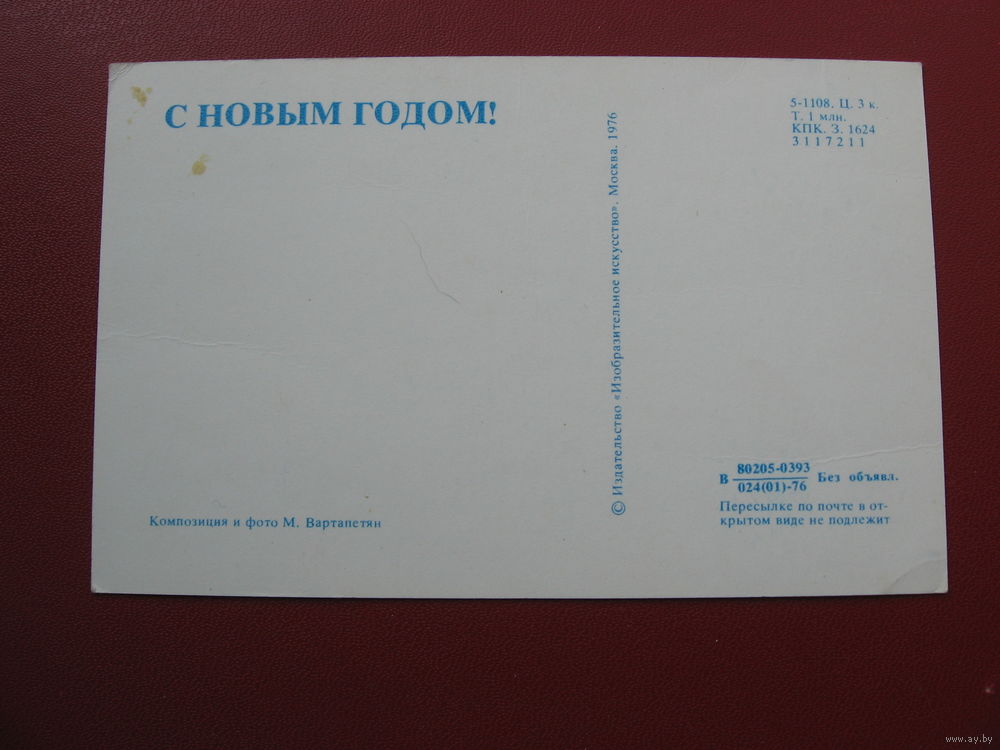 С НОВЫМ ГОДОМ!
Композиция и фото М. Вартапетян
© Издательство «Изобразительное искусство». Москва. 1976
5-1108. Ц. 3 к.
Т. 1 млн.
КПК. З. 1624
3117211
В 80205-0393 Без объявл.
024(01)-76
Пересылке по почте в от-
крытом виде не подлежит
www.ay.by